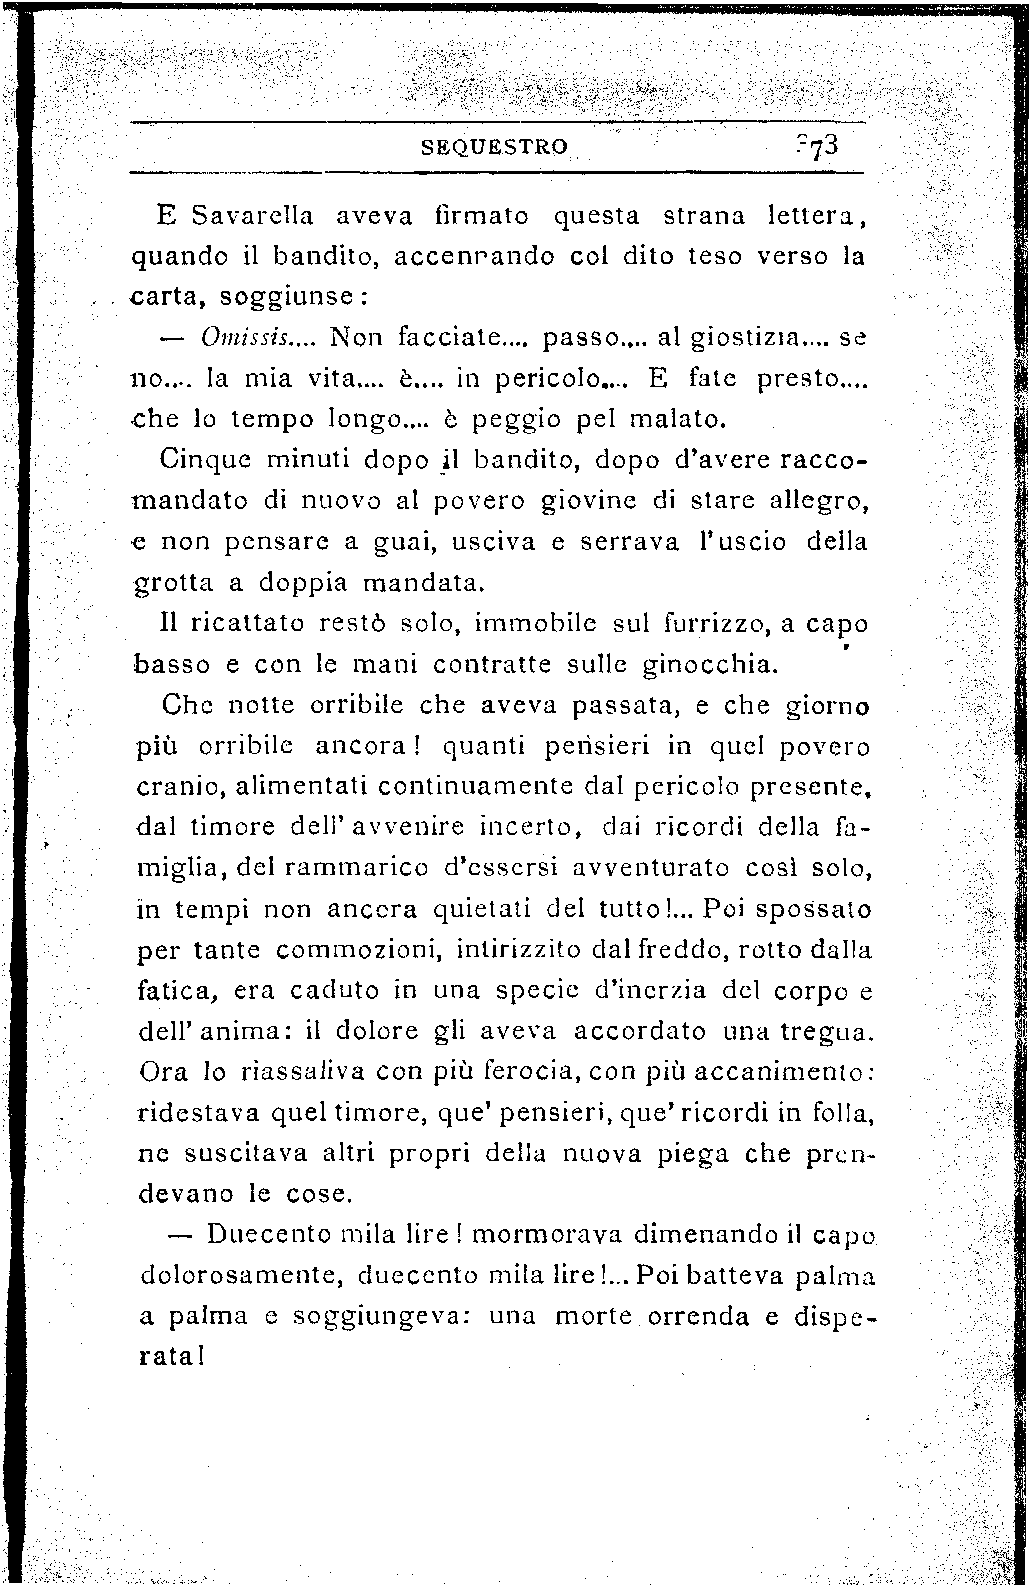 SEQUESTRO 73
E Savarella aveva firmato questa strana lettera,
quando il bandito, accennando col dito teso verso la
carta, soggiunse:
— Omissis.... Non facciate.... passo.... al giostizia.... se
no.... la mia vita.... è.... in pericolo.... E fate presto....
che lo tempo longo.... è peggio pel malato.
Cinque minuti dopo il bandito, dopo d'avere racco-
mandato di nuovo al povero giovine di stare allegro,
e non pensare a guai, usciva e serrava l'uscio della
grotta a doppia mandata.
Il ricattato restò solo, immobile sul furrizzo, a capo
basso e con le mani contratte sulle ginocchia.
Che notte orribile che aveva passata, e che giorno
più orribile ancora! quanti pensieri in quel povero
cranio, alimentati continuamente dal pericolo presente,
dal timore dell'avvenire incerto, dai ricordi della fa-
miglia, del rammarico d'essersi avventurato così solo,
in tempi non ancora quietati del tutto!... Poi spossato
per tante commozioni, intirizzito dal freddo, rotto dalla
fatica, era caduto in una specie d'inerzia del corpo e
dell'anima: il dolore gli aveva accordato una tregua.
Ora lo riassaliva con più ferocia, con più accanimento:
ridestava quel timore, que' pensieri, que' ricordi in folla,
ne suscitava altri propri della nuova piega che pren-
devano le cose.
— Duecento mila lire! mormorava dimenando il capo
dolorosamente, duecento mila lire!... Poi batteva palma
a palma e soggiungeva: una morte orrenda e dispe-
rata!